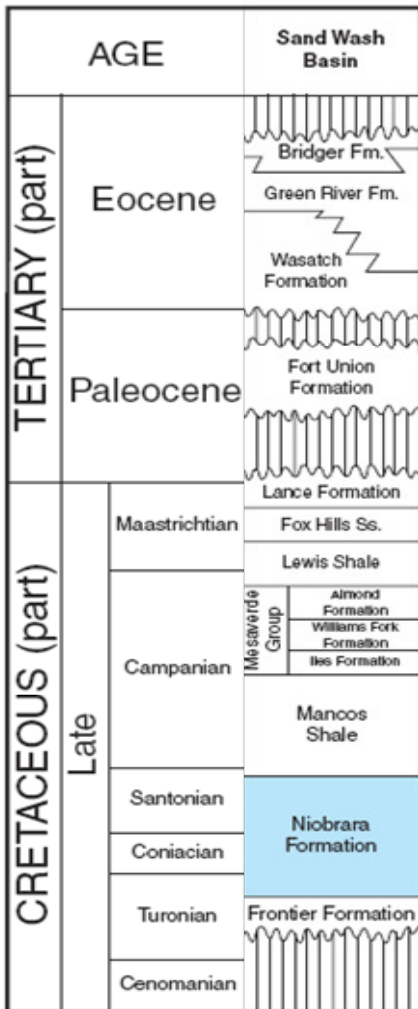 AGE
Sand Wash
Basin
TERTIARY (part)
Eocene
Bridger Fm.
Green River Fm.
Wasatch
Formation
Paleocene
Fort Union
Formation
CRETACEOUS (part)
Late
Maastrichtian
Lance Formation
Fox Hills Ss.
Lewis Shale
Campanian
Mesaverde
Group
Almond
Formation
Williams Fork
Formation
Iles Formation
Mancos
Shale
Santonian
Niobrara
Formation
Coniacian
Turonian
Frontier Formation
Cenomanian